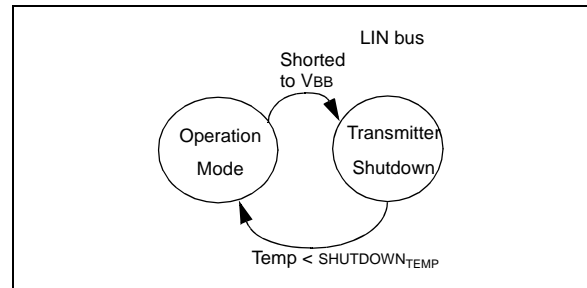 LIN bus
Shorted
to VBB
Operation
Mode
Transmitter
Shutdown
Temp < SHUTDOWNTEMP